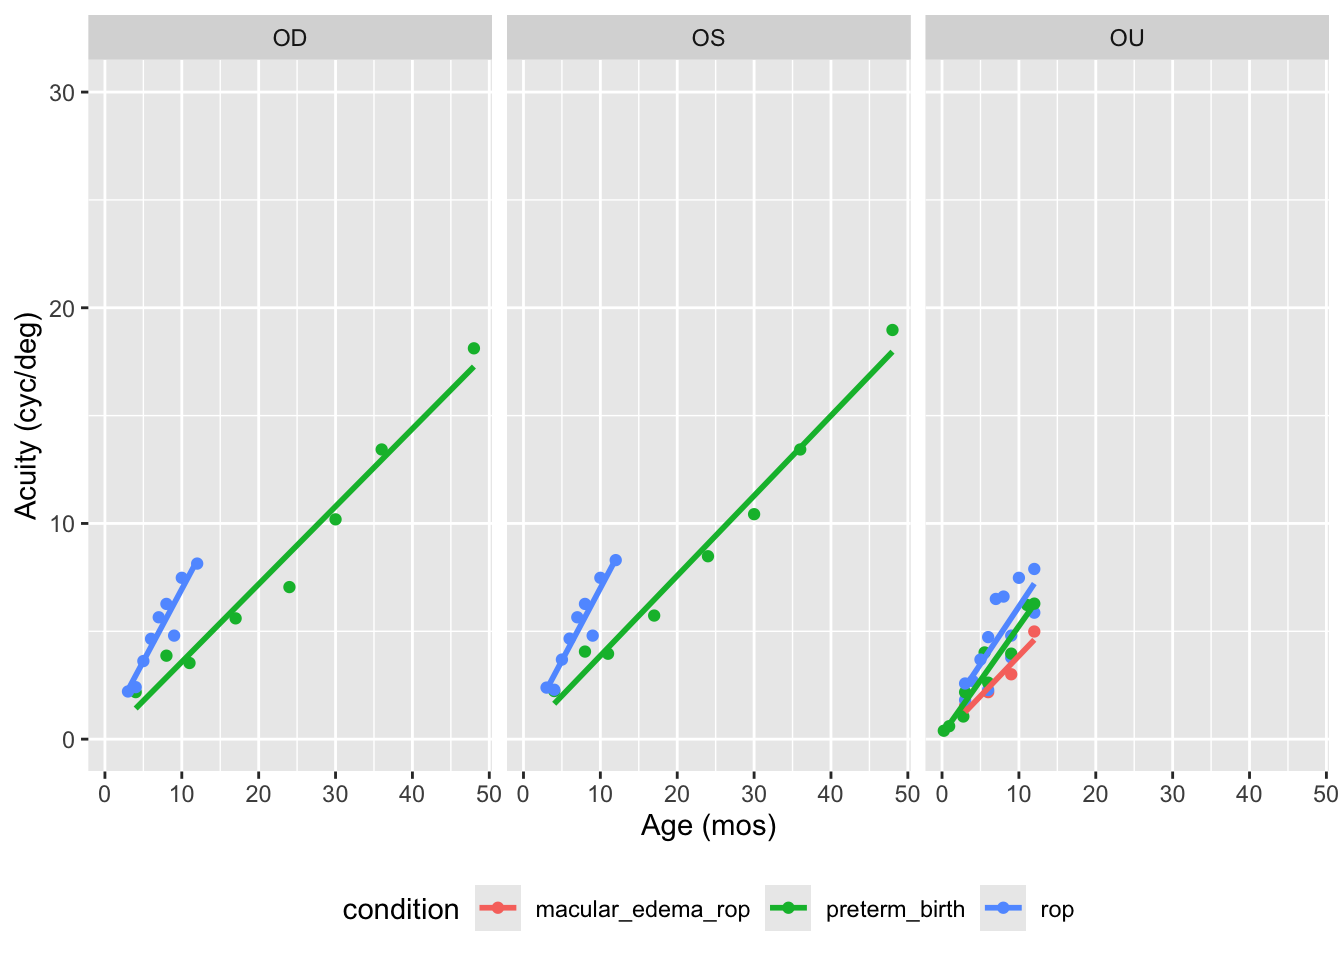 OD OS OU
30
20
10
0
Acuity (cyc/deg)
0 10 20 30 40 50 0 10 20 30 40 50 0 10 20 30 40 50
Age (mos)
condition macular_edema_rop preterm_birth rop